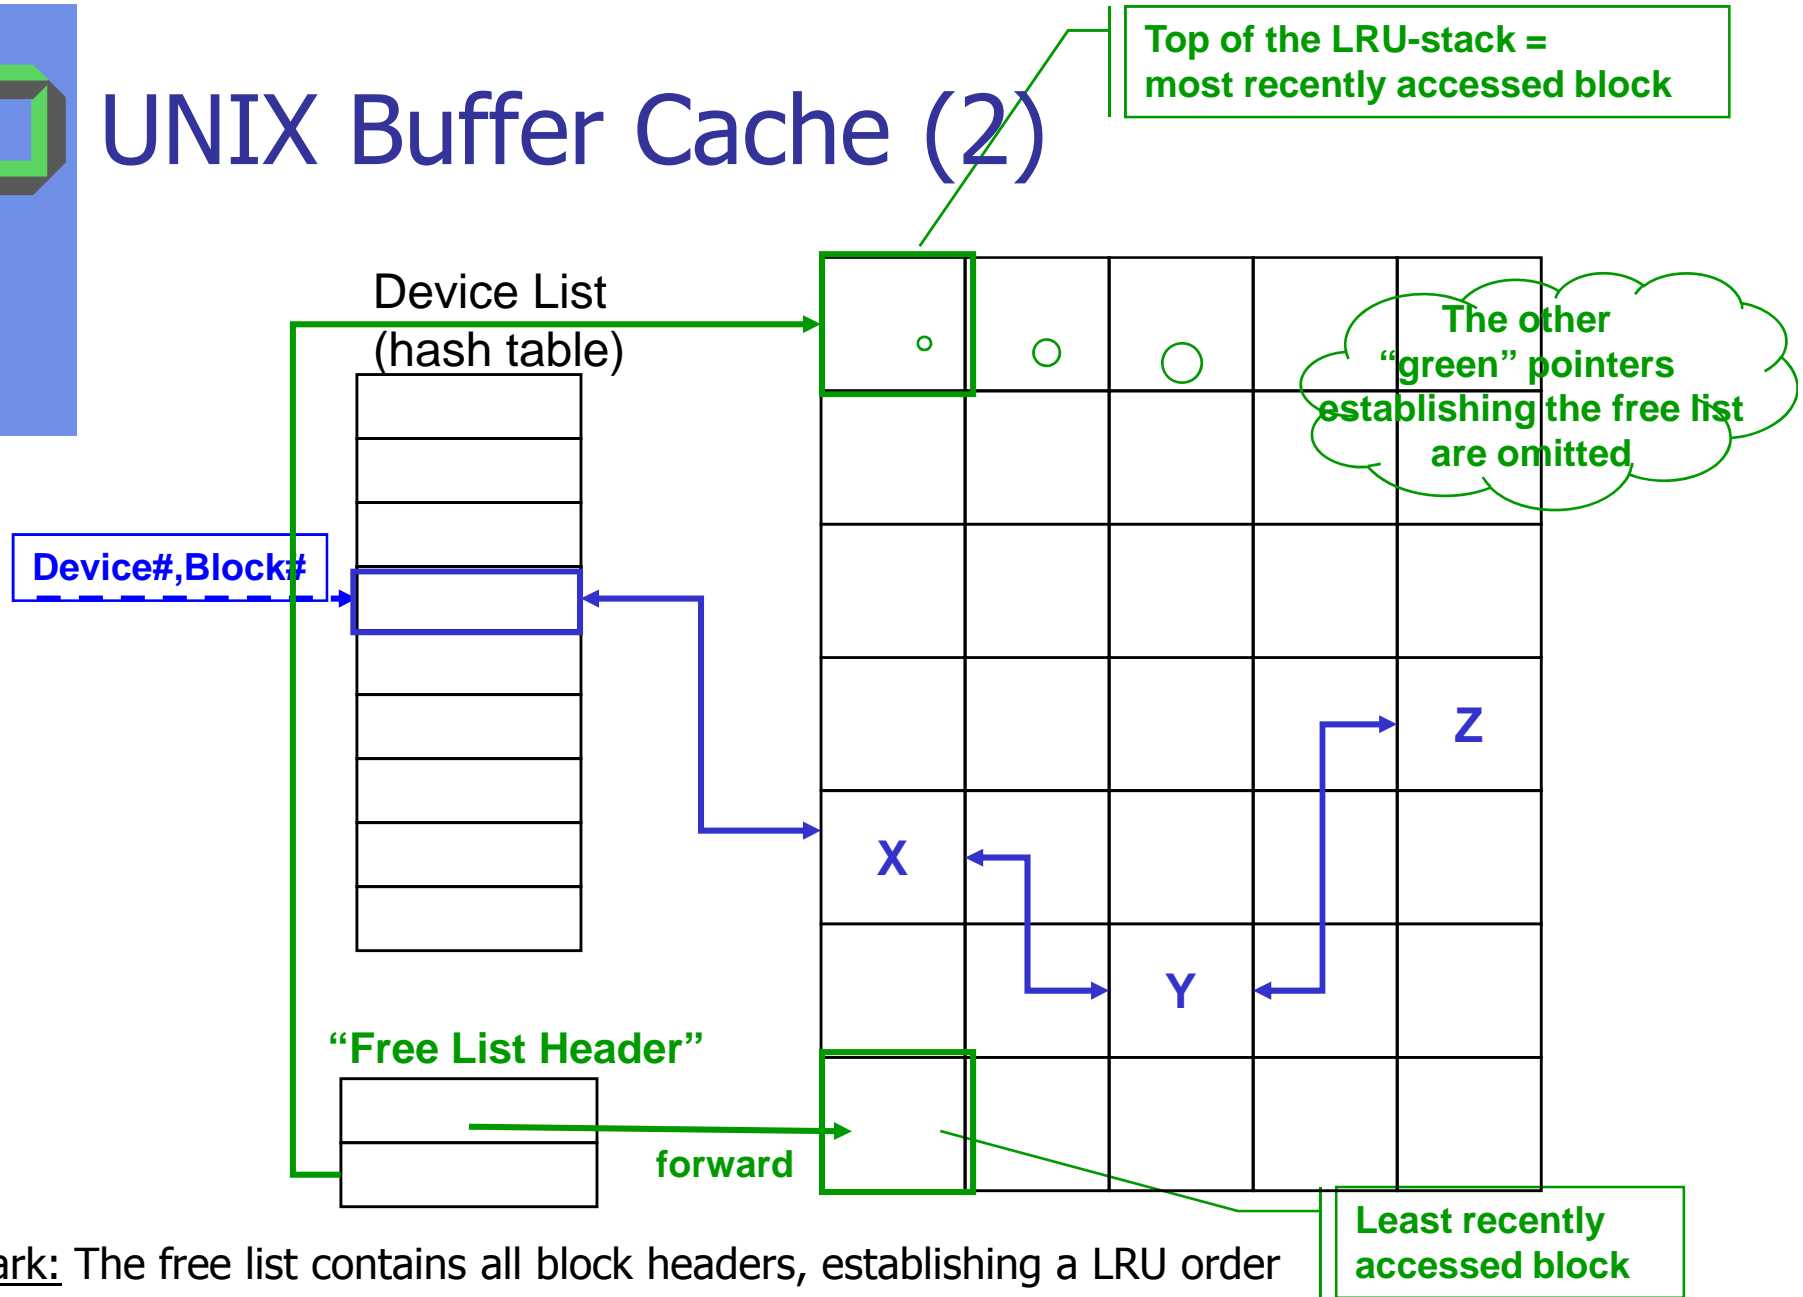 Top of the LRU-stack =
most recently accessed block
UNIX Buffer Cache (2)
Device List
(hash table)
The other
“green” pointers
establishing the free list
are omitted
Device#,Block#
Z
X
Y
“Free List Header”
forward
Least recently
accessed block
ark: The free list contains all block headers, establishing a LRU order